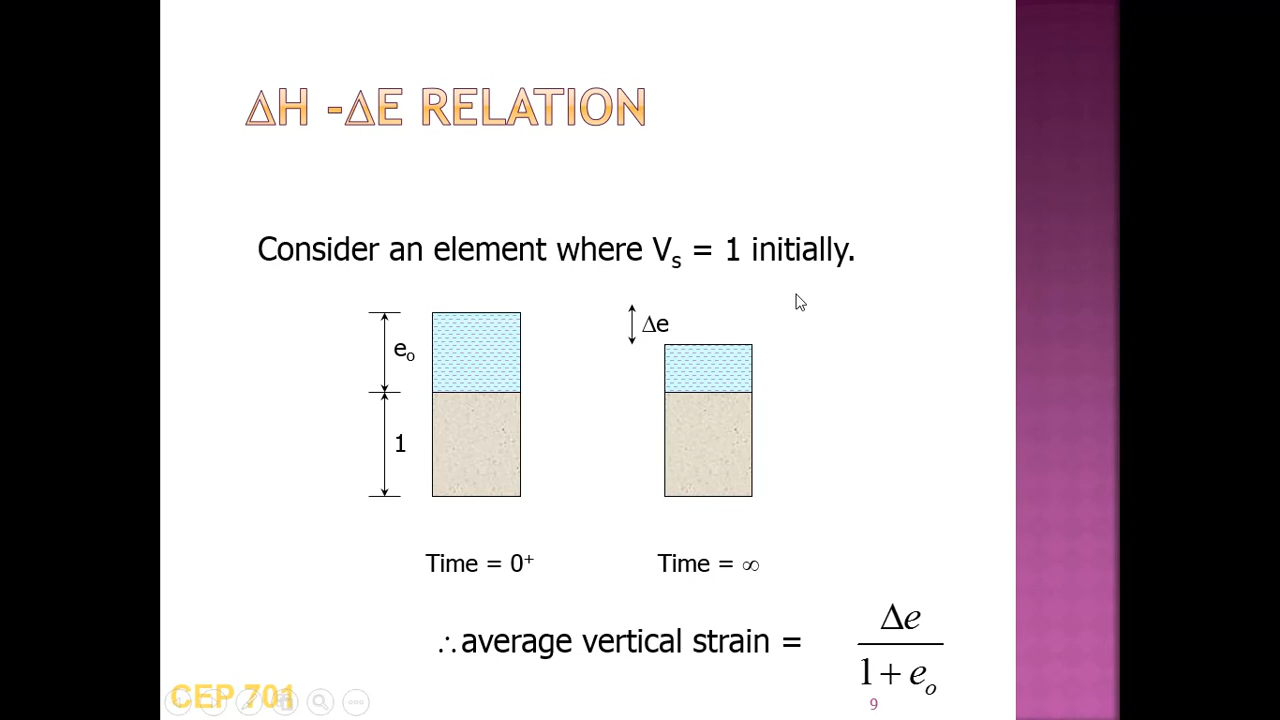 ΔH -ΔE RELATION
Consider an element where Vₛ = 1 initially.
Δe
eₒ
1
Time = 0⁺ Time = ∞
∴average vertical strain = Δe / 1 + eₒ
CEP 701
9